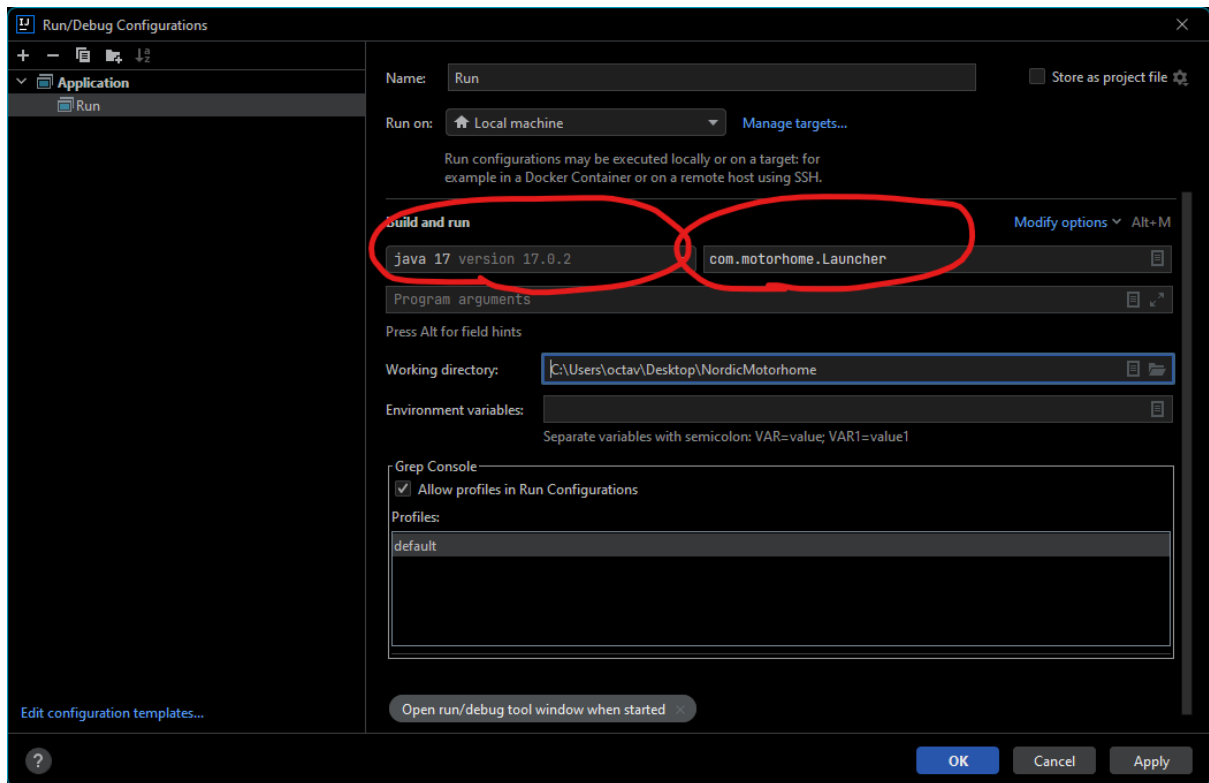 Run/Debug Configurations
Application
Run
Name: Run Store as project file
Run on: Local machine Manage targets...
Run configurations may be executed locally or on a target: for
example in a Docker Container or on a remote host using SSH.
Build and run Modify options Alt+M
java 17 version 17.0.2 com.motorhome.Launcher
Program arguments
Press Alt for field hints
Working directory: C:\Users\octav\Desktop\NordicMotorhome
Environment variables:
Separate variables with semicolon: VAR=value; VAR1=value1
Grep Console
Allow profiles in Run Configurations
Profiles:
default
Open run/debug tool window when started
Edit configuration templates...
? OK Cancel Apply